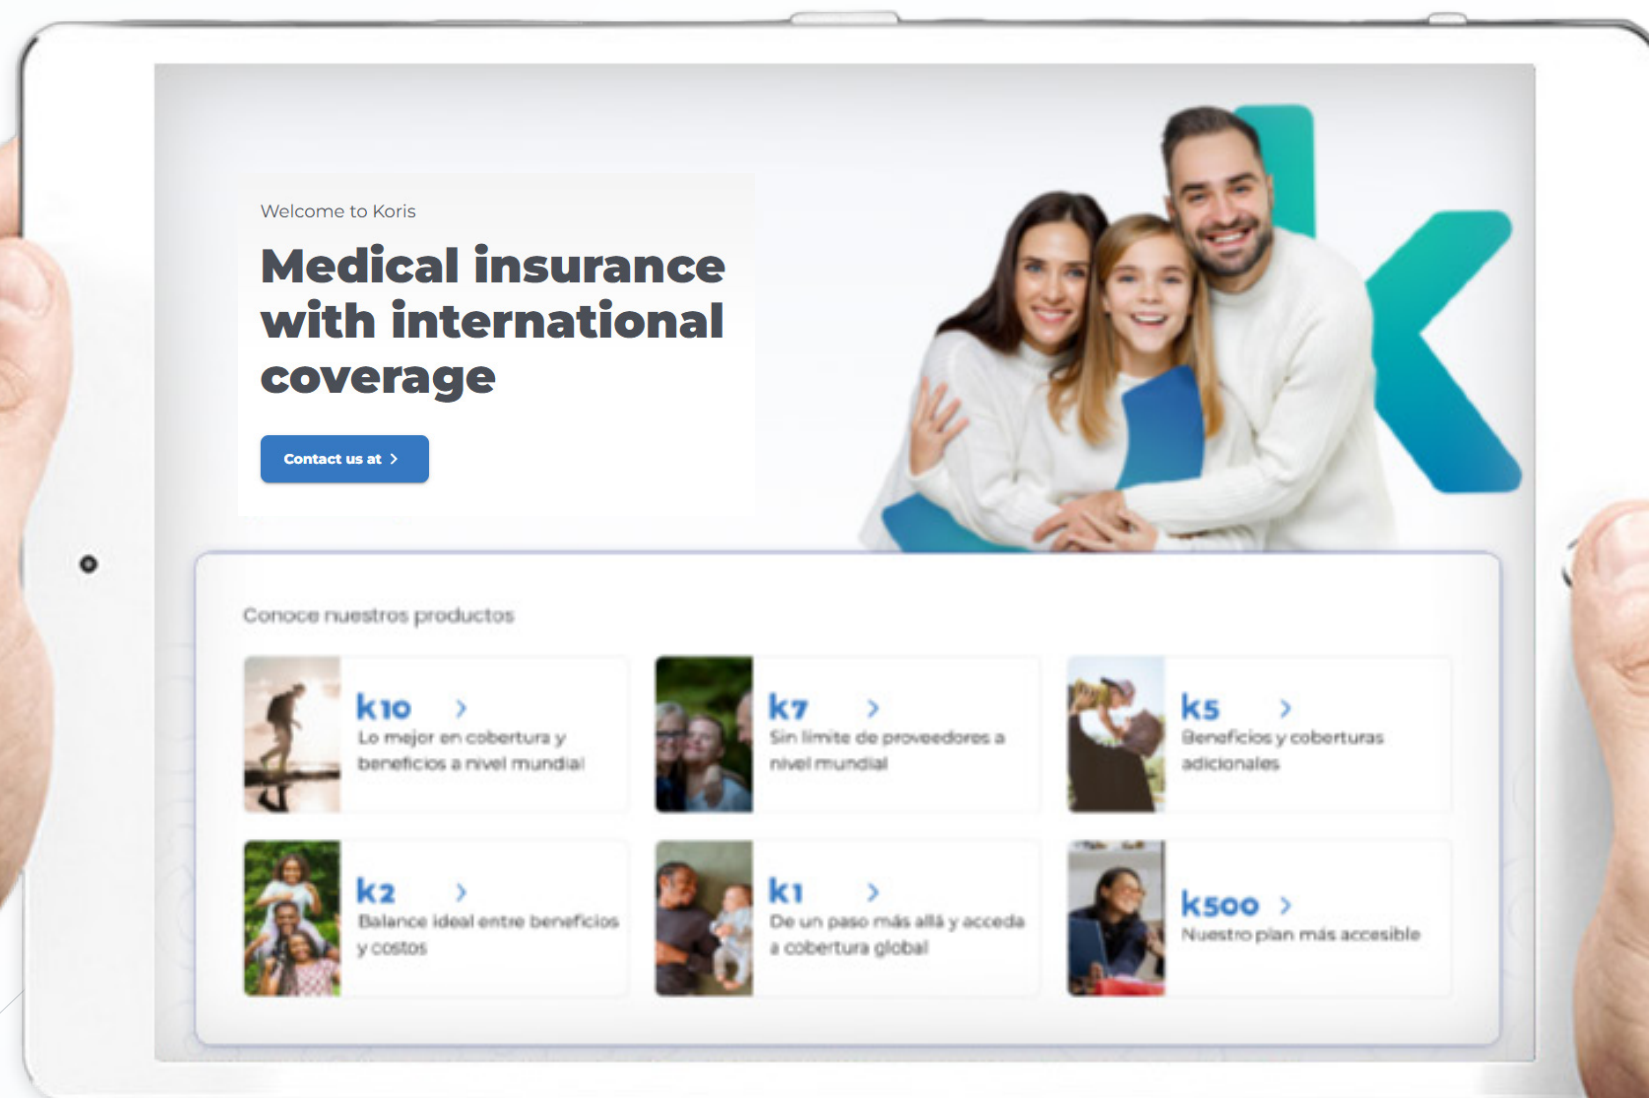 Welcome to Koris
Medical insurance
with international
coverage
Contact us at >
Conoce nuestros productos
k10 >
Lo mejor en cobertura y
beneficios a nivel mundial
k7 >
Sin límite de proveedores a
nivel mundial
k5 >
Beneficios y coberturas
adicionales
k2 >
Balance ideal entre beneficios
y costos
k1 >
De un paso más allá y acceda
a cobertura global
k500 >
Nuestro plan más accesible
k